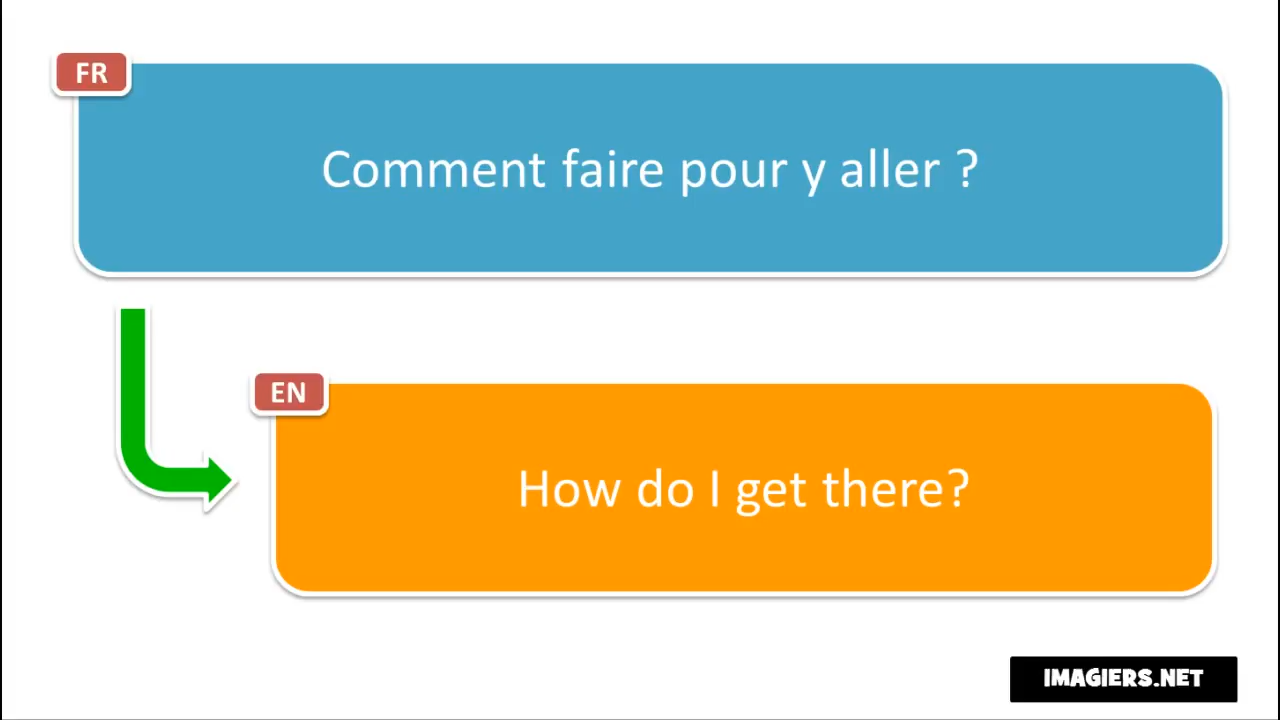 FR
Comment faire pour y aller ?
EN
How do I get there?
IMAGIERS.NET